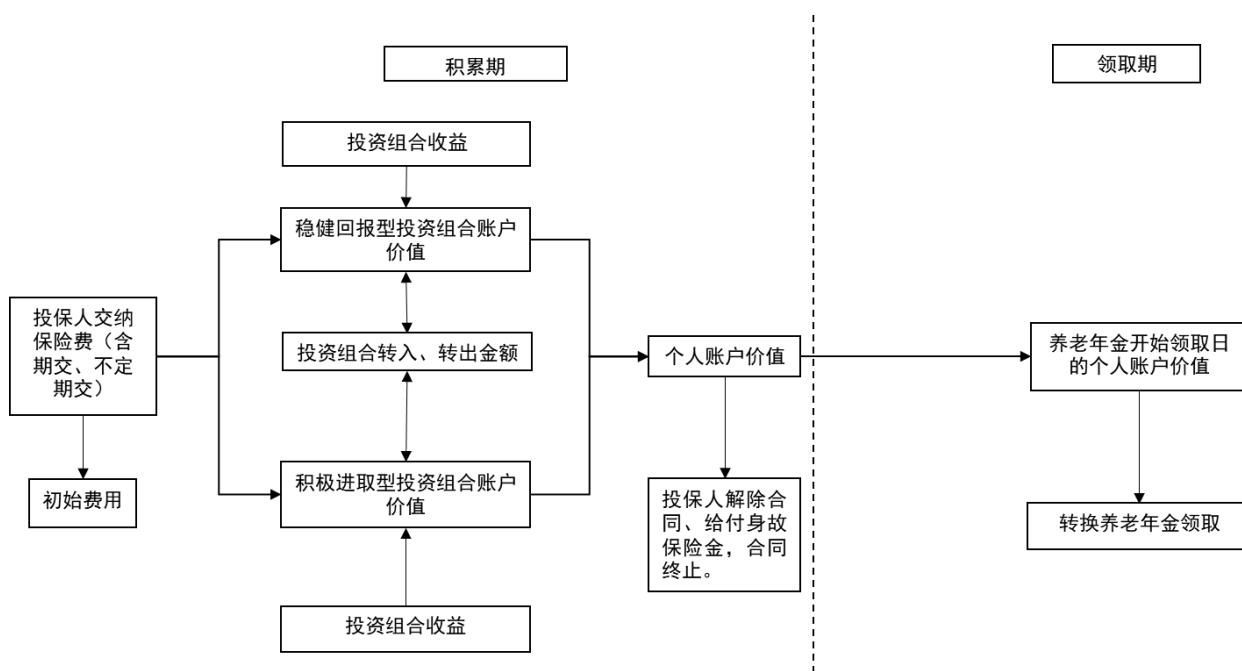 积累期
领取期
投资组合收益
稳健回报型投资组合账户
价值
投保人交纳
保险费（含
期交、不定
期交）
投资组合转入、转出金额
个人账户价值
养老年金开始领取日
的个人账户价值
初始费用
积极进取型投资组合账户
价值
投保人解除合
同、给付身故
保险金，合同
终止。
转换养老年金领取
投资组合收益